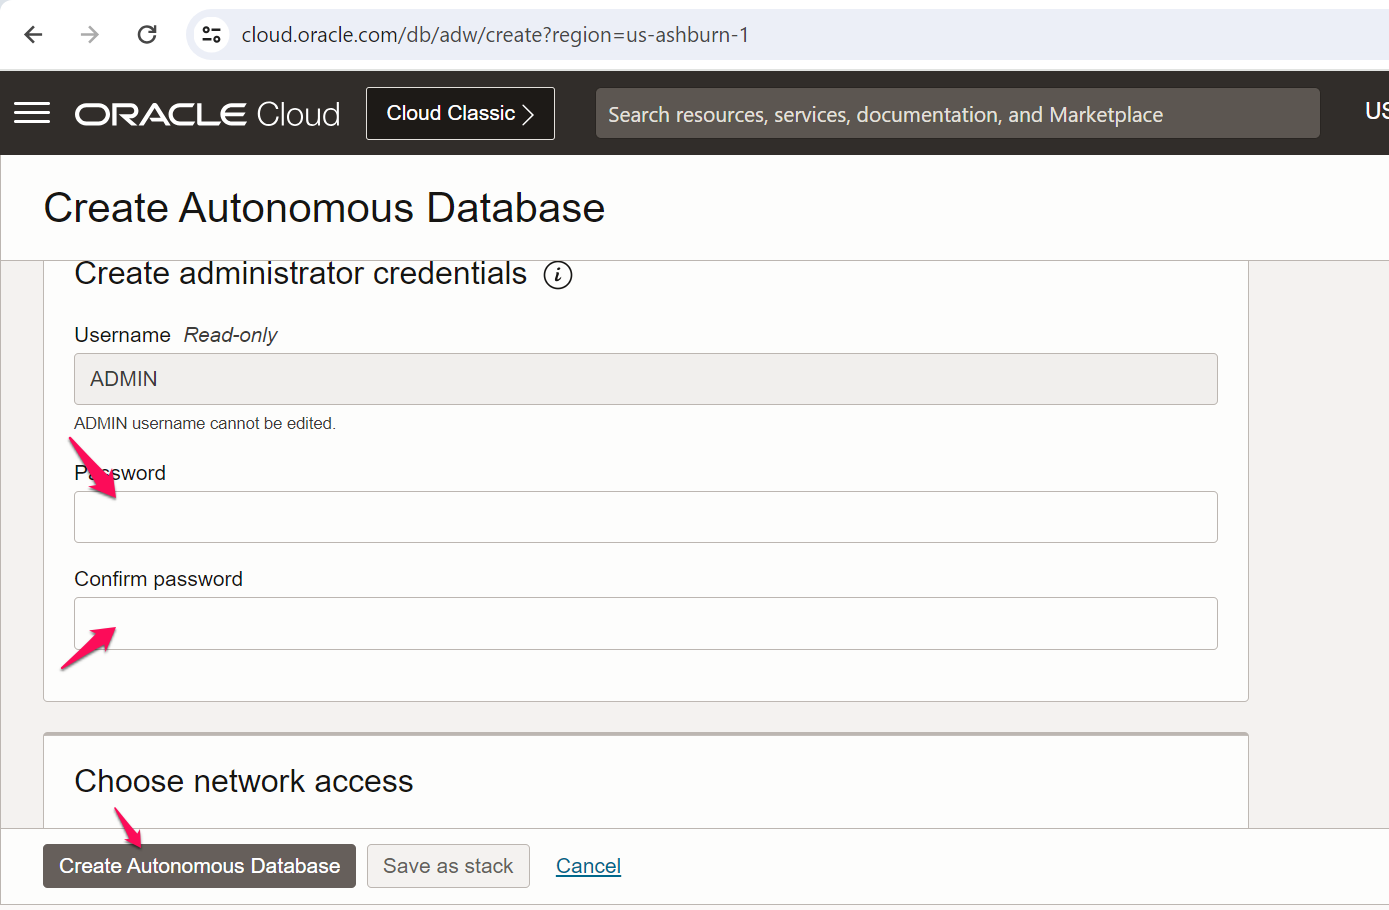 cloud.oracle.com/db/adw/create?region=us-ashburn-1
ORACLE Cloud
Cloud Classic
Search resources, services, documentation, and Marketplace
US
Create Autonomous Database
Create administrator credentials
Username Read-only
ADMIN
ADMIN username cannot be edited.
Password
Confirm password
Choose network access
Create Autonomous Database
Save as stack
Cancel